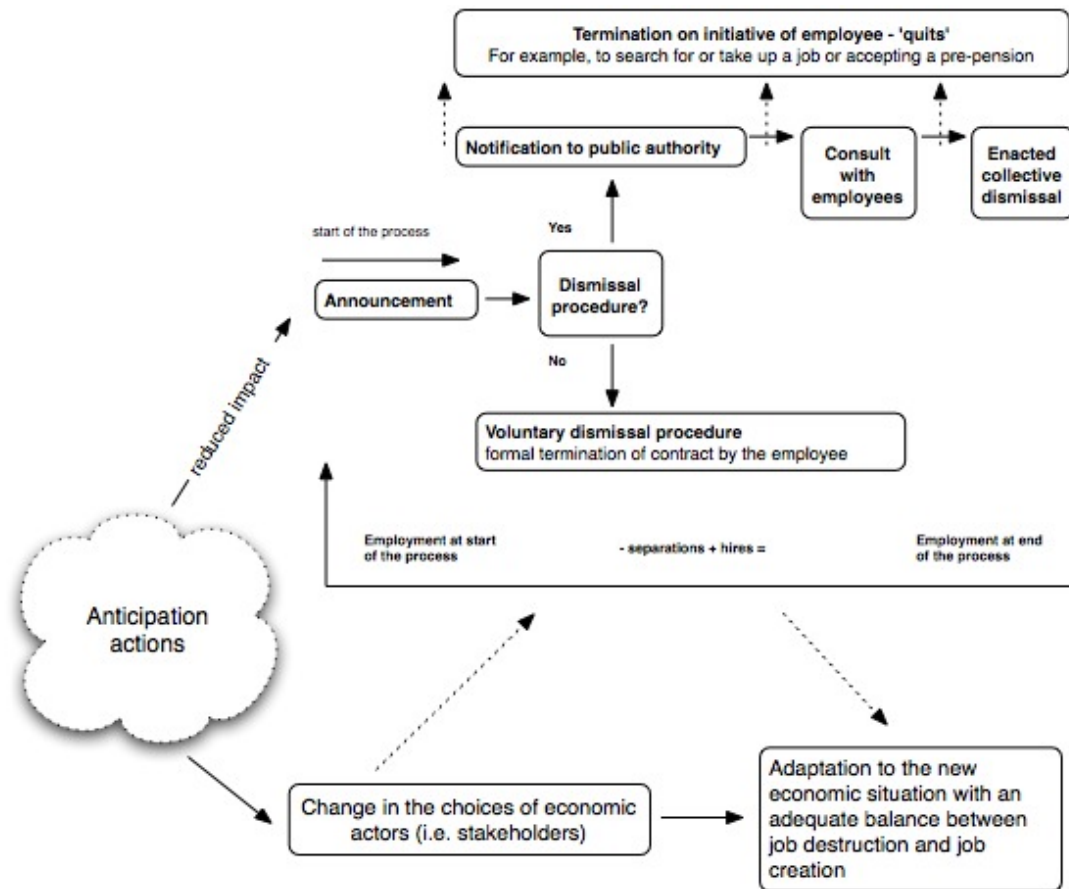 Termination on initiative of employee - 'quits'
For example, to search for or take up a job or accepting a pre-pension
Notification to public authority
Consult
with
employees
Enacted
collective
dismissal
Yes
start of the process
Announcement
Dismissal
procedure?
No
reduced impact
Voluntary dismissal procedure
formal termination of contract by the employee
Employment at start
of the process
- separations + hires =
Employment at end
of the process
Anticipation
actions
Change in the choices of economic
actors (i.e. stakeholders)
Adaptation to the new
economic situation with an
adequate balance between
job destruction and job
creation